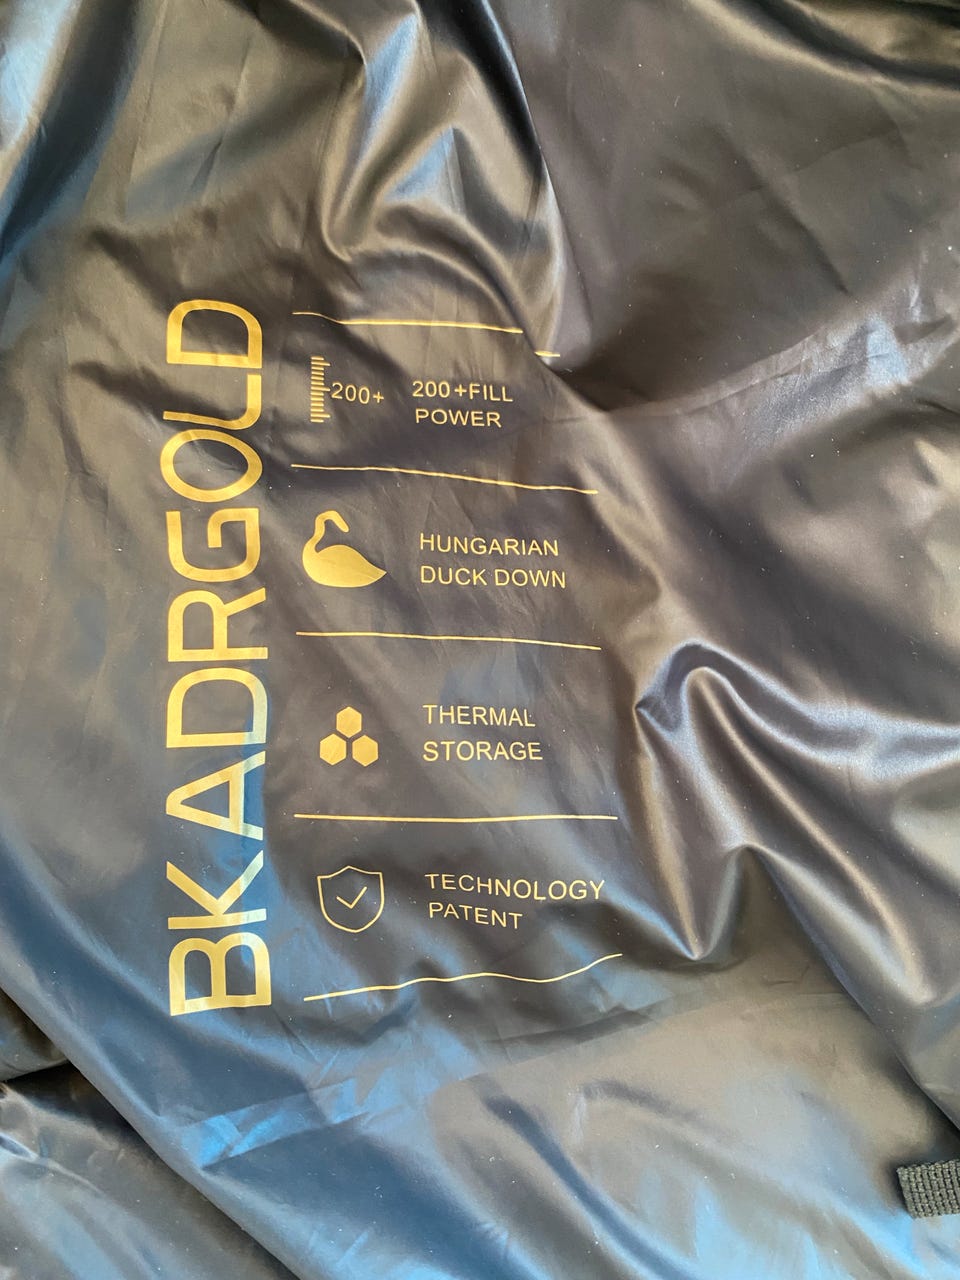 BKADRGOLD
200+
200+FILL
POWER
HUNGARIAN
DUCK DOWN
THERMAL
STORAGE
TECHNOLOGY
PATENT